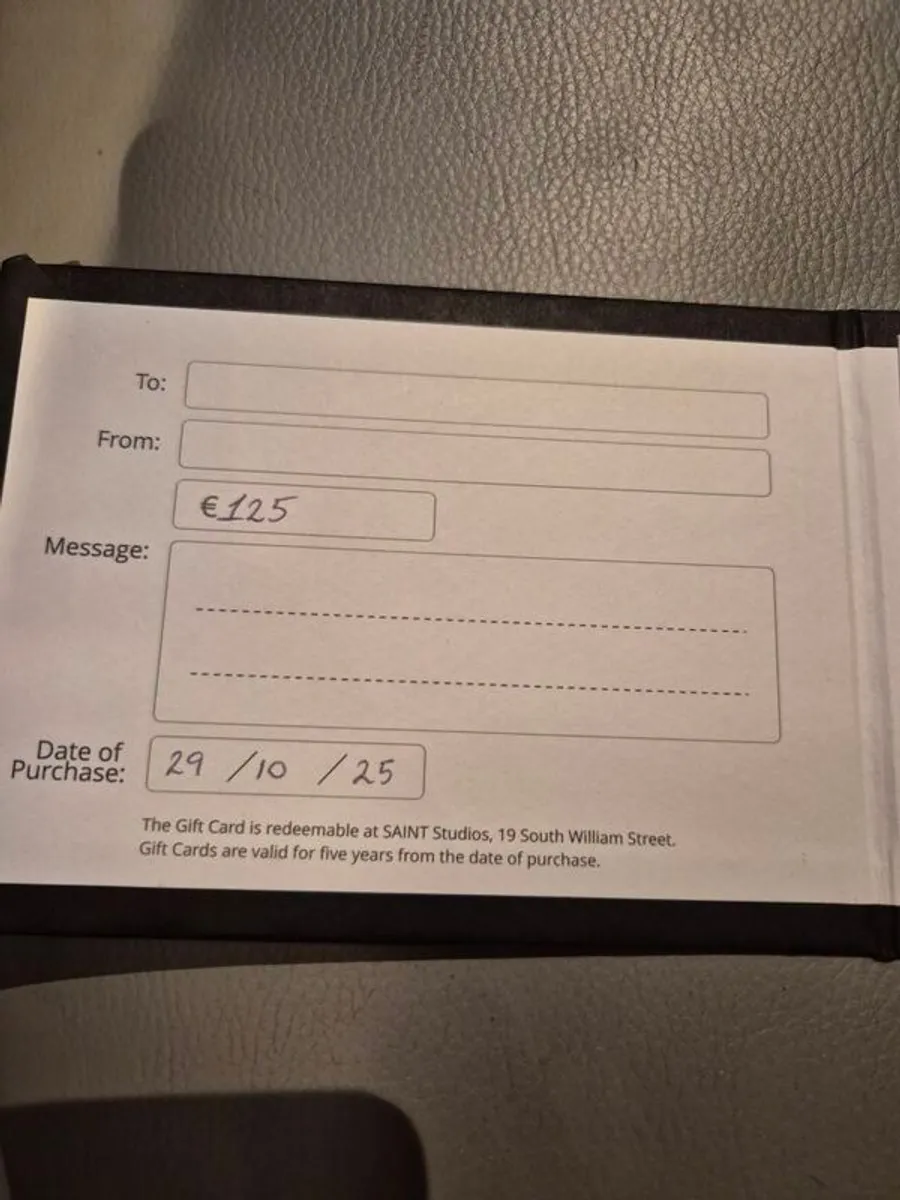 To:
From:
€125
Message:
Date of
Purchase:
29 / 10 / 25
The Gift Card is redeemable at SAINT Studios, 19 South William Street.
Gift Cards are valid for five years from the date of purchase.